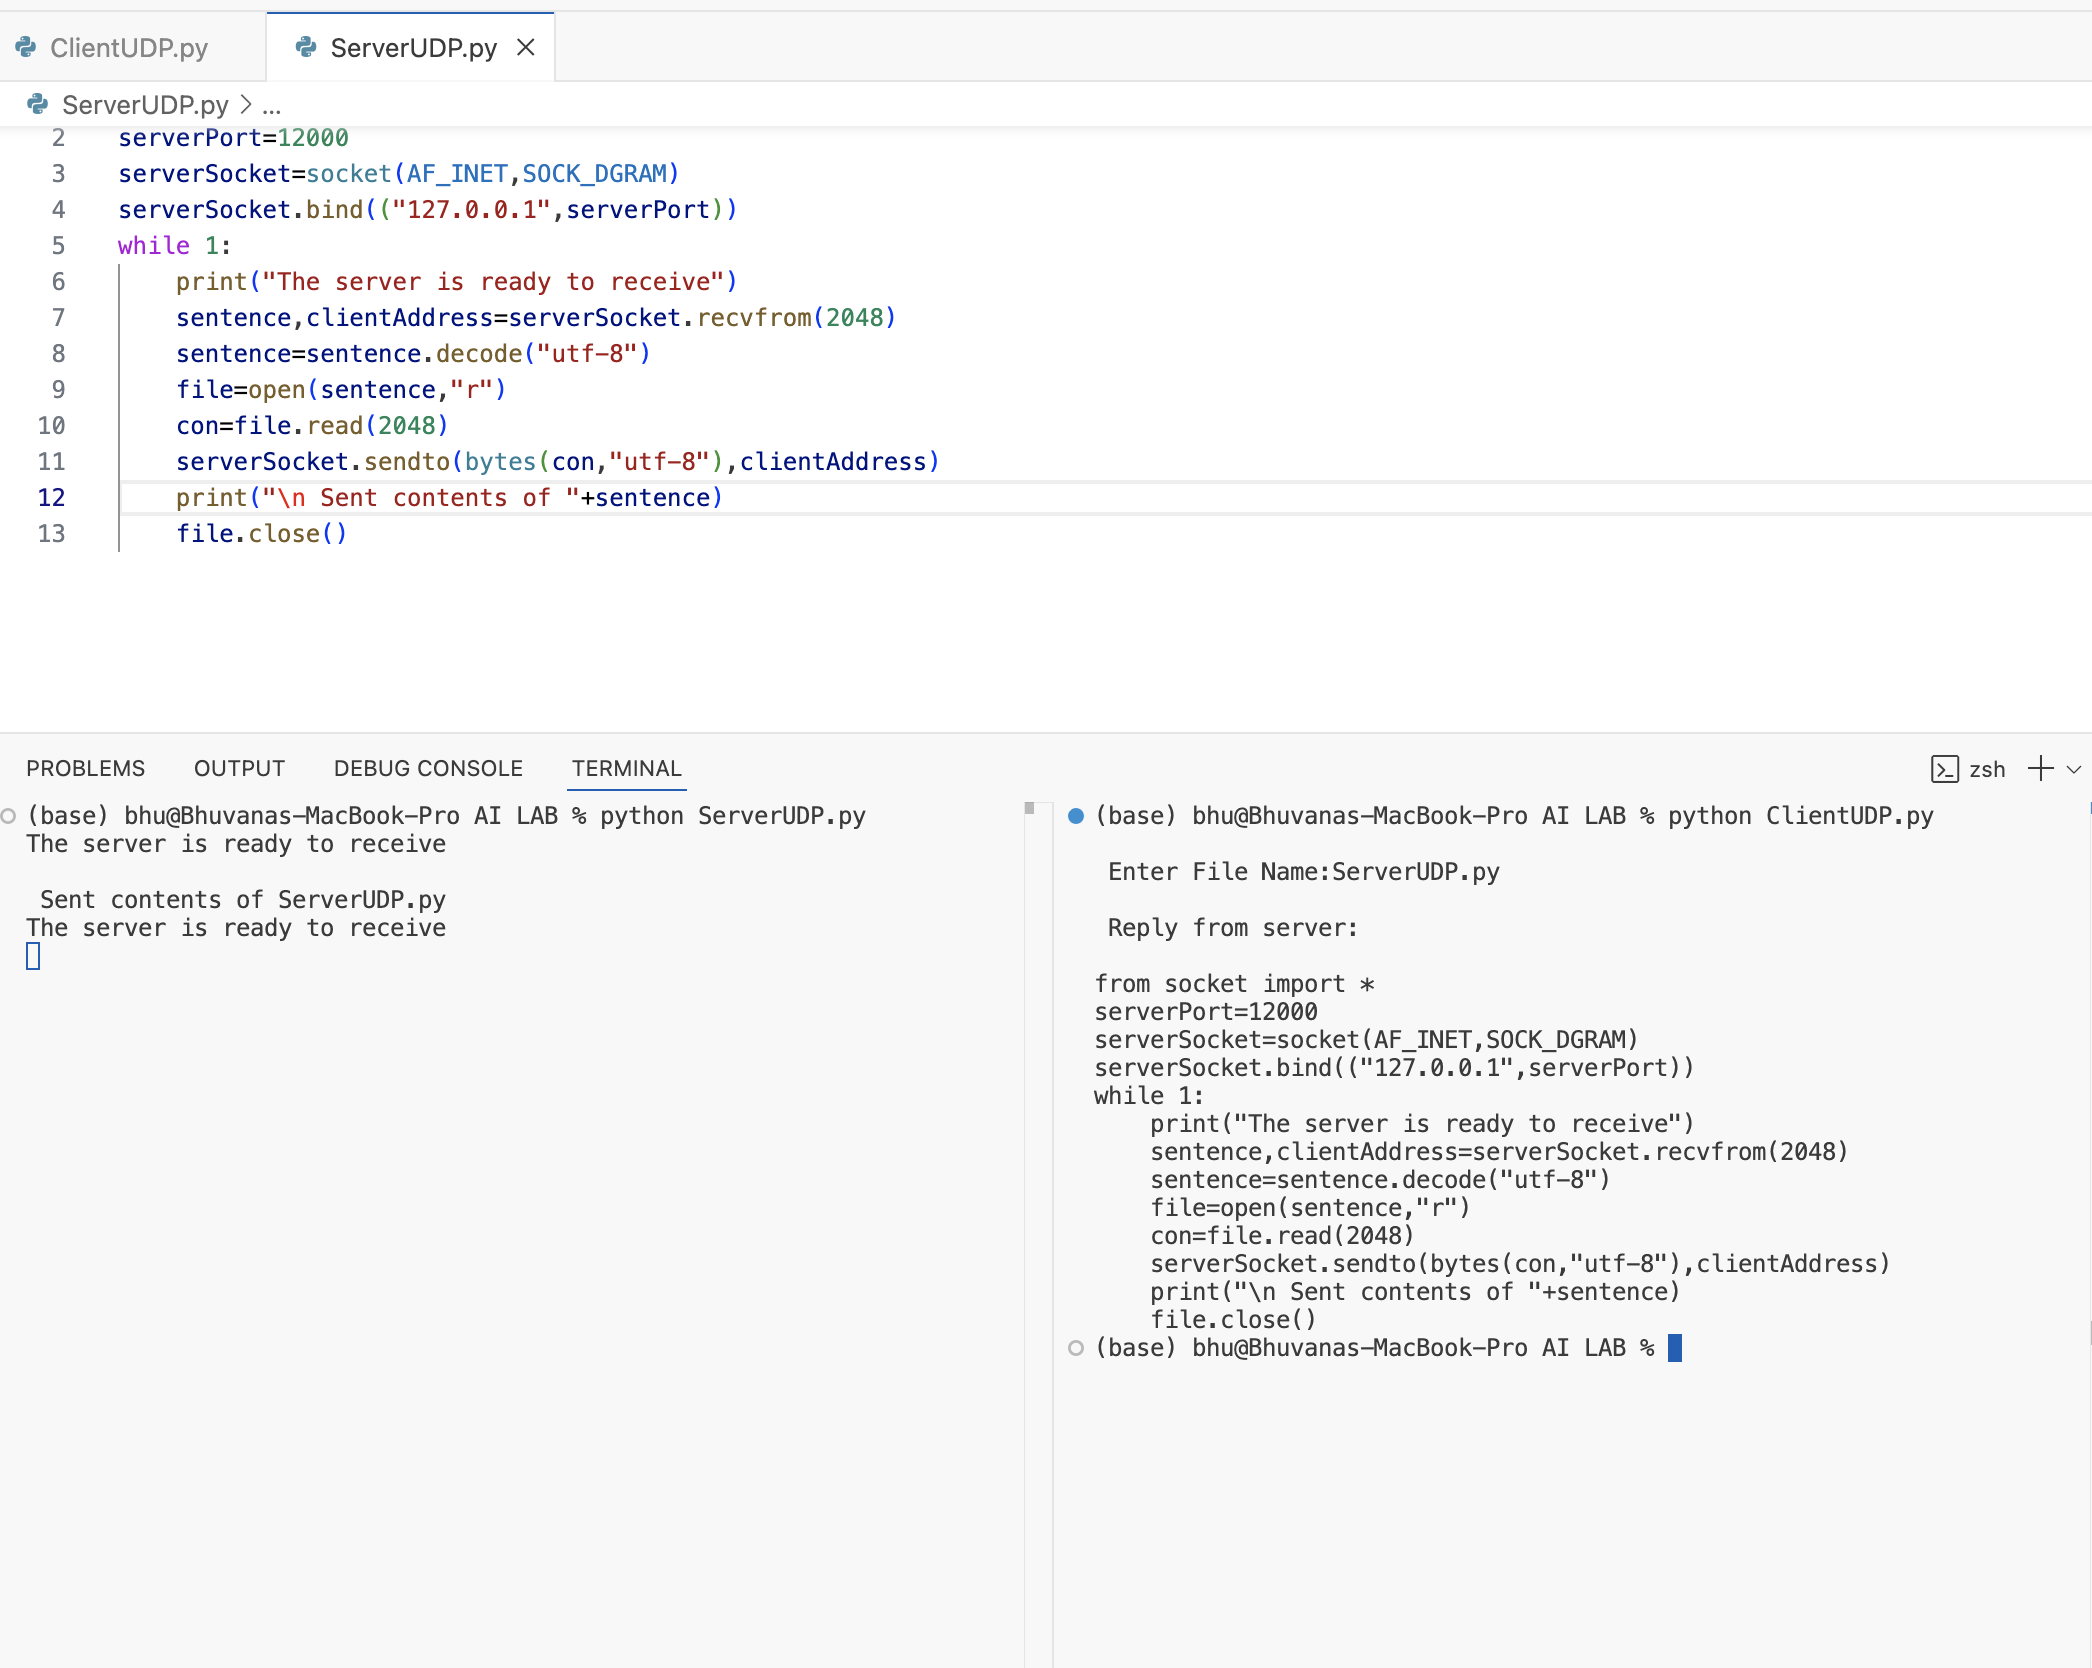 ClientUDP.py
ServerUDP.py
ServerUDP.py > ...
2 serverPort=12000
3 serverSocket=socket(AF_INET,SOCK_DGRAM)
4 serverSocket.bind(("127.0.0.1",serverPort))
5 while 1:
6     print("The server is ready to receive")
7     sentence,clientAddress=serverSocket.recvfrom(2048)
8     sentence=sentence.decode("utf-8")
9     file=open(sentence,"r")
10     con=file.read(2048)
11     serverSocket.sendto(bytes(con,"utf-8"),clientAddress)
12     print("\n Sent contents of "+sentence)
13     file.close()
PROBLEMS OUTPUT DEBUG CONSOLE TERMINAL
zsh
(base) bhu@Bhuvanas-MacBook-Pro AI LAB % python ServerUDP.py
The server is ready to receive
 Sent contents of ServerUDP.py
The server is ready to receive
(base) bhu@Bhuvanas-MacBook-Pro AI LAB % python ClientUDP.py
 Enter File Name:ServerUDP.py
 Reply from server:
from socket import *
serverPort=12000
serverSocket=socket(AF_INET,SOCK_DGRAM)
serverSocket.bind(("127.0.0.1",serverPort))
while 1:
    print("The server is ready to receive")
    sentence,clientAddress=serverSocket.recvfrom(2048)
    sentence=sentence.decode("utf-8")
    file=open(sentence,"r")
    con=file.read(2048)
    serverSocket.sendto(bytes(con,"utf-8"),clientAddress)
    print("\n Sent contents of "+sentence)
    file.close()
(base) bhu@Bhuvanas-MacBook-Pro AI LAB %